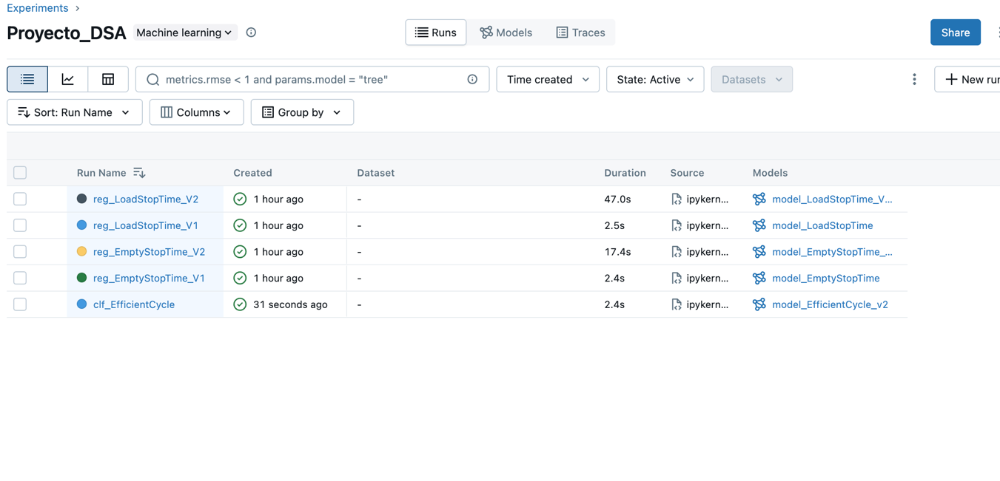 Experiments >
Proyecto_DSA Machine learning Runs Models Traces Share
metrics.rmse < 1 and params.model = "tree" Time created State: Active Datasets + New run
Sort: Run Name Columns Group by
Run Name Created Dataset Duration Source Models
reg_LoadStopTime_V2 1 hour ago - 47.0s ipykern... model_LoadStopTime_V...
reg_LoadStopTime_V1 1 hour ago - 2.5s ipykern... model_LoadStopTime
reg_EmptyStopTime_V2 1 hour ago - 17.4s ipykern... model_EmptyStopTime_...
reg_EmptyStopTime_V1 1 hour ago - 2.4s ipykern... model_EmptyStopTime
clf_EfficientCycle 31 seconds ago - 2.4s ipykern... model_EfficientCycle_v2